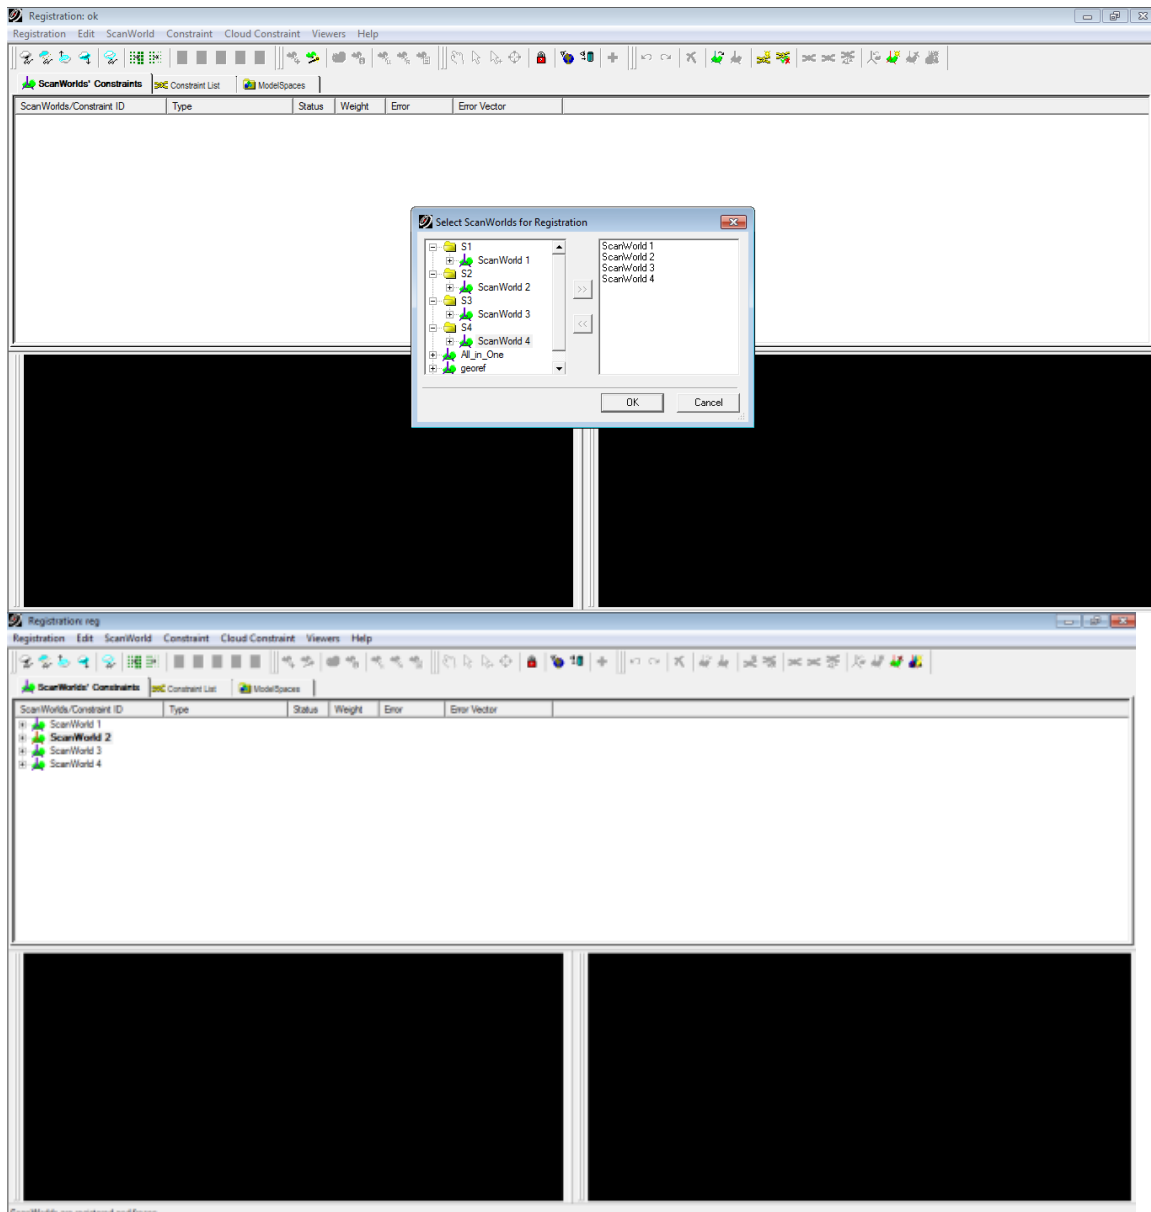 Registration: ok
Registration Edit ScanWorld Constraint Cloud Constraint Viewers Help
ScanWorlds' Constraints Constraint List ModelSpaces
ScanWorlds/Constraint ID Type Status Weight Error Error Vector
Select ScanWorlds for Registration
S1
ScanWorld 1
S2
ScanWorld 2
S3
ScanWorld 3
S4
ScanWorld 4
All_in_One
georef
>>
<<
ScanWorld 1
ScanWorld 2
ScanWorld 3
ScanWorld 4
OK Cancel
Registration: reg
Registration Edit ScanWorld Constraint Cloud Constraint Viewers Help
ScanWorlds' Constraints Constraint List ModelSpaces
ScanWorlds/Constraint ID Type Status Weight Error Error Vector
ScanWorld 1
ScanWorld 2
ScanWorld 3
ScanWorld 4